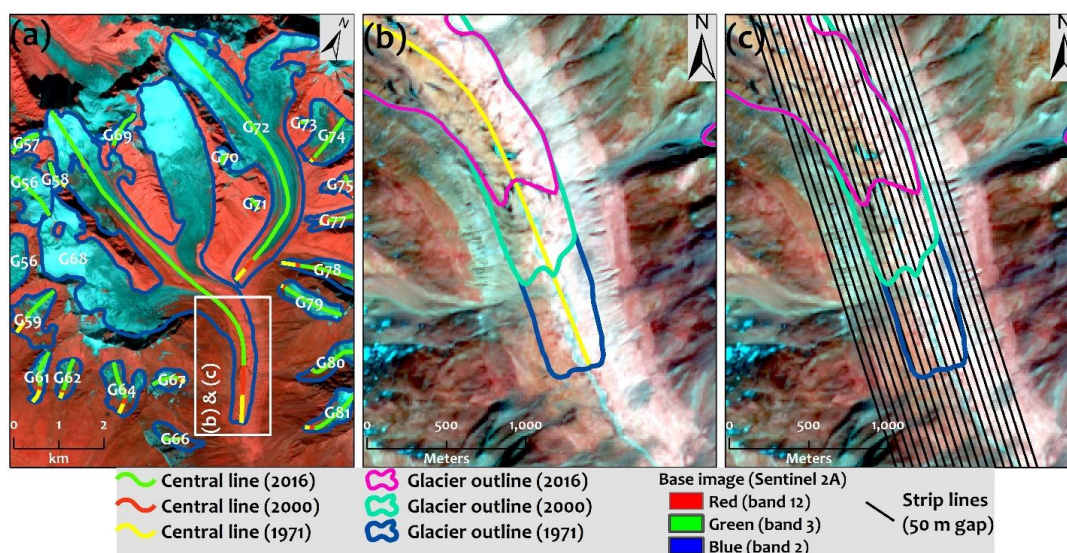 (a)
N
G57
G69
G72
G73
G74
G56
G58
G70
G75
G71
G77
G56
G68
G78
G79
G59
G61
G62
G64
G67
G80
G81
G66
(b) & (c)
0 1 2
km
(b)
N
0 500 1,000
Meters
(c)
N
0 500 1,000
Meters
Central line (2016)
Central line (2000)
Central line (1971)
Glacier outline (2016)
Glacier outline (2000)
Glacier outline (1971)
Base image (Sentinel 2A)
Red (band 12)
Green (band 3)
Blue (band 2)
Strip lines
(50 m gap)